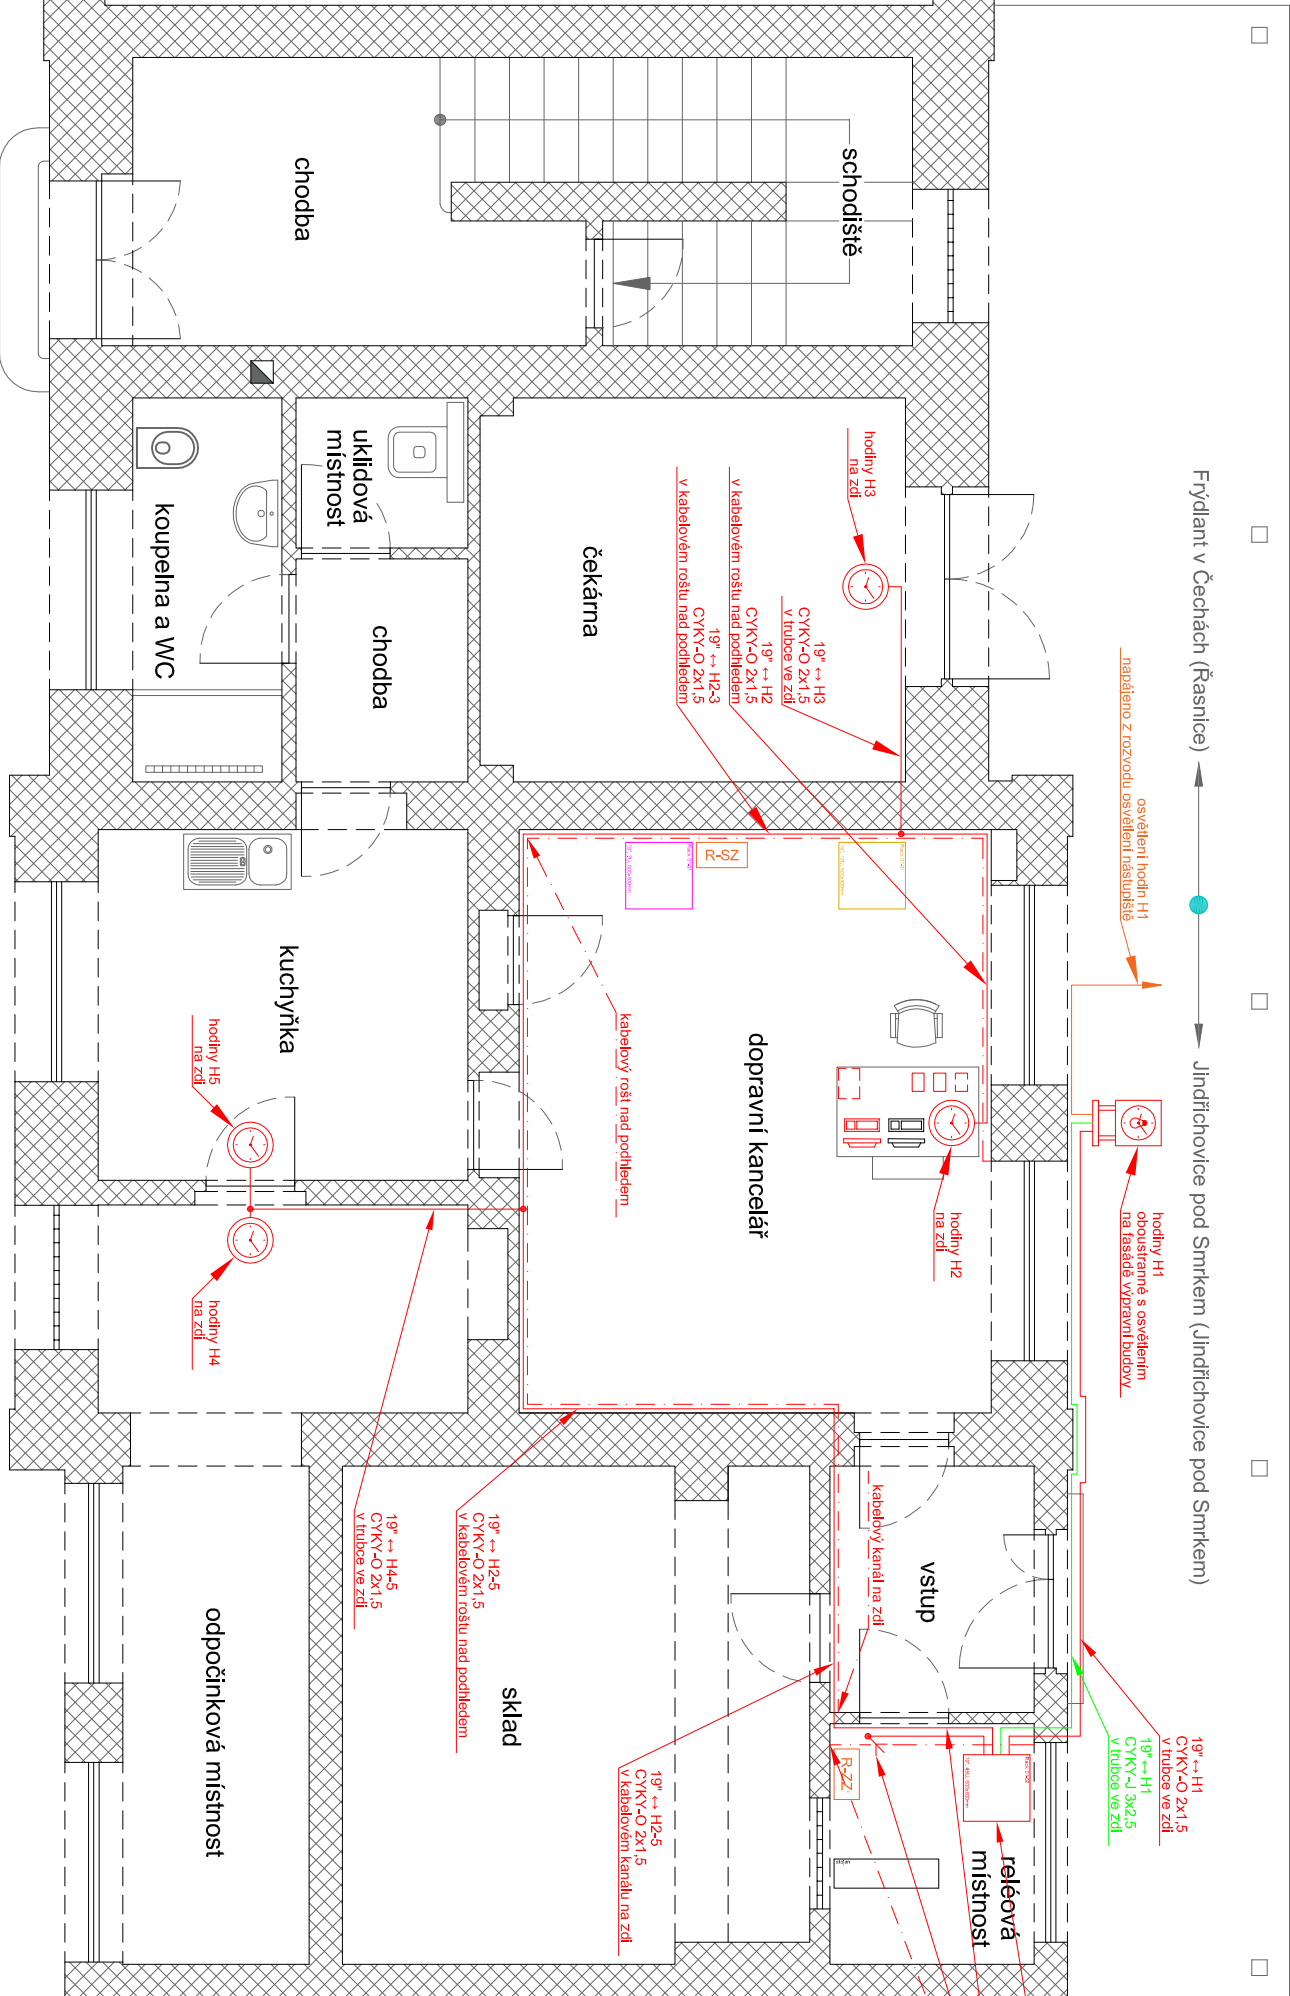 Frýdlant v Čechách (Řasnice)
Jindřichovice pod Smrkem (Jindřichovice pod Smrkem)
osvětlení hodin H1
napájeno z rozvodu osvětlení nástupiště
hodiny H1
oboustranné s osvětlením
na fasádě výpravní budovy
19" ↔ H1
CYKY-O 2x1,5
v trubce ve zdi
19" ↔ H1
CYKY-J 3x2,5
v trubce ve zdi
schodiště
chodba
hodiny H3
na zdi
19" ↔ H3
CYKY-O 2x1,5
v trubce ve zdi
19" ↔ H2
CYKY-O 2x1,5
v kabelovém roštu nad podhledem
19" ↔ H2-3
CYKY-O 2x1,5
v kabelovém roštu nad podhledem
čekárna
uklidová
místnost
koupelna a WC
chodba
R-SZ
dopravní kancelář
hodiny H2
na zdi
kabelový rošt nad podhledem
kuchyňka
hodiny H5
na zdi
hodiny H4
na zdi
kabelový kanál na zdi
vstup
R-ZZ
reléová
místnost
19" ↔ H2-5
CYKY-O 2x1,5
v kabelovém kanálu na zdi
19" ↔ H2-5
CYKY-O 2x1,5
v kabelovém roštu nad podhledem
19" ↔ H4-5
CYKY-O 2x1,5
v trubce ve zdi
sklad
odpočinková místnost